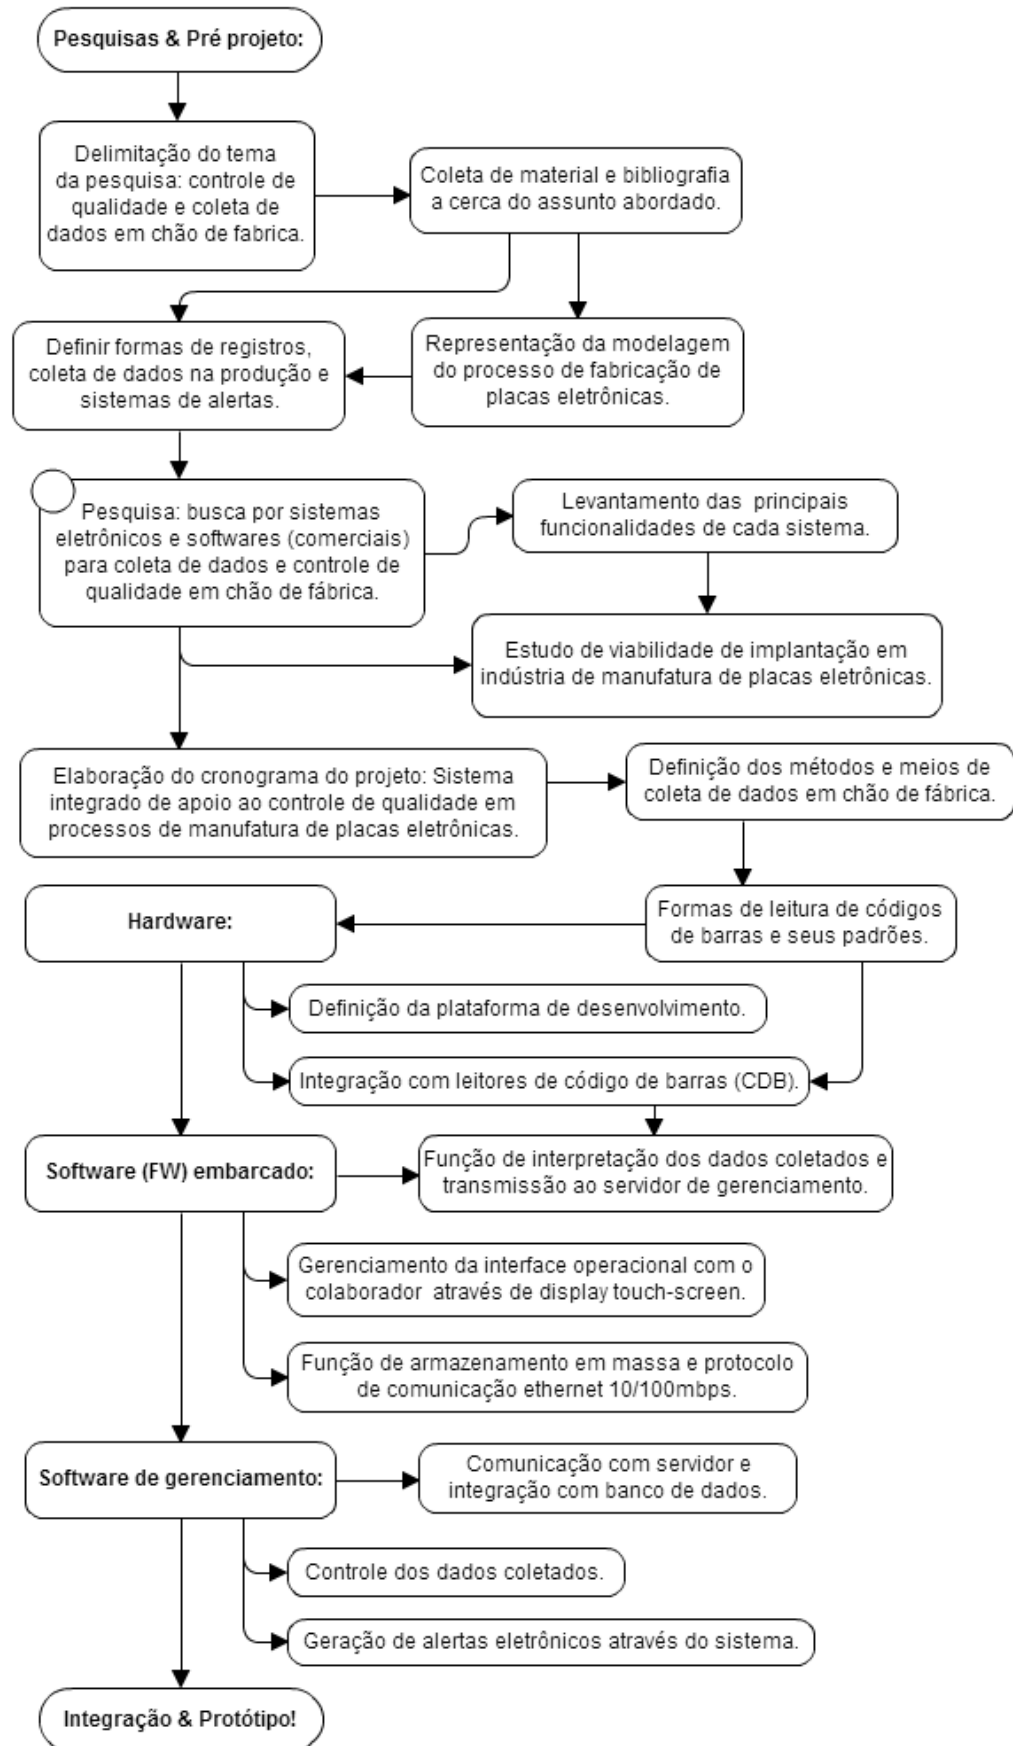 Pesquisas & Pré projeto:
Delimitação do tema
da pesquisa: controle de
qualidade e coleta de
dados em chão de fabrica.
Coleta de material e bibliografia
a cerca do assunto abordado.
Definir formas de registros,
coleta de dados na produção e
sistemas de alertas.
Representação da modelagem
do processo de fabricação de
placas eletrônicas.
Pesquisa: busca por sistemas
eletrônicos e softwares (comerciais)
para coleta de dados e controle de
qualidade em chão de fábrica.
Levantamento das principais
funcionalidades de cada sistema.
Estudo de viabilidade de implantação em
indústria de manufatura de placas eletrônicas.
Elaboração do cronograma do projeto: Sistema
integrado de apoio ao controle de qualidade em
processos de manufatura de placas eletrônicas.
Definição dos métodos e meios de
coleta de dados em chão de fábrica.
Hardware:
Formas de leitura de códigos
de barras e seus padrões.
Definição da plataforma de desenvolvimento.
Integração com leitores de código de barras (CDB).
Software (FW) embarcado:
Função de interpretação dos dados coletados e
transmissão ao servidor de gerenciamento.
Gerenciamento da interface operacional com o
colaborador através de display touch-screen.
Função de armazenamento em massa e protocolo
de comunicação ethernet 10/100mbps.
Software de gerenciamento:
Comunicação com servidor e
integração com banco de dados.
Controle dos dados coletados.
Geração de alertas eletrônicos através do sistema.
Integração & Protótipo!